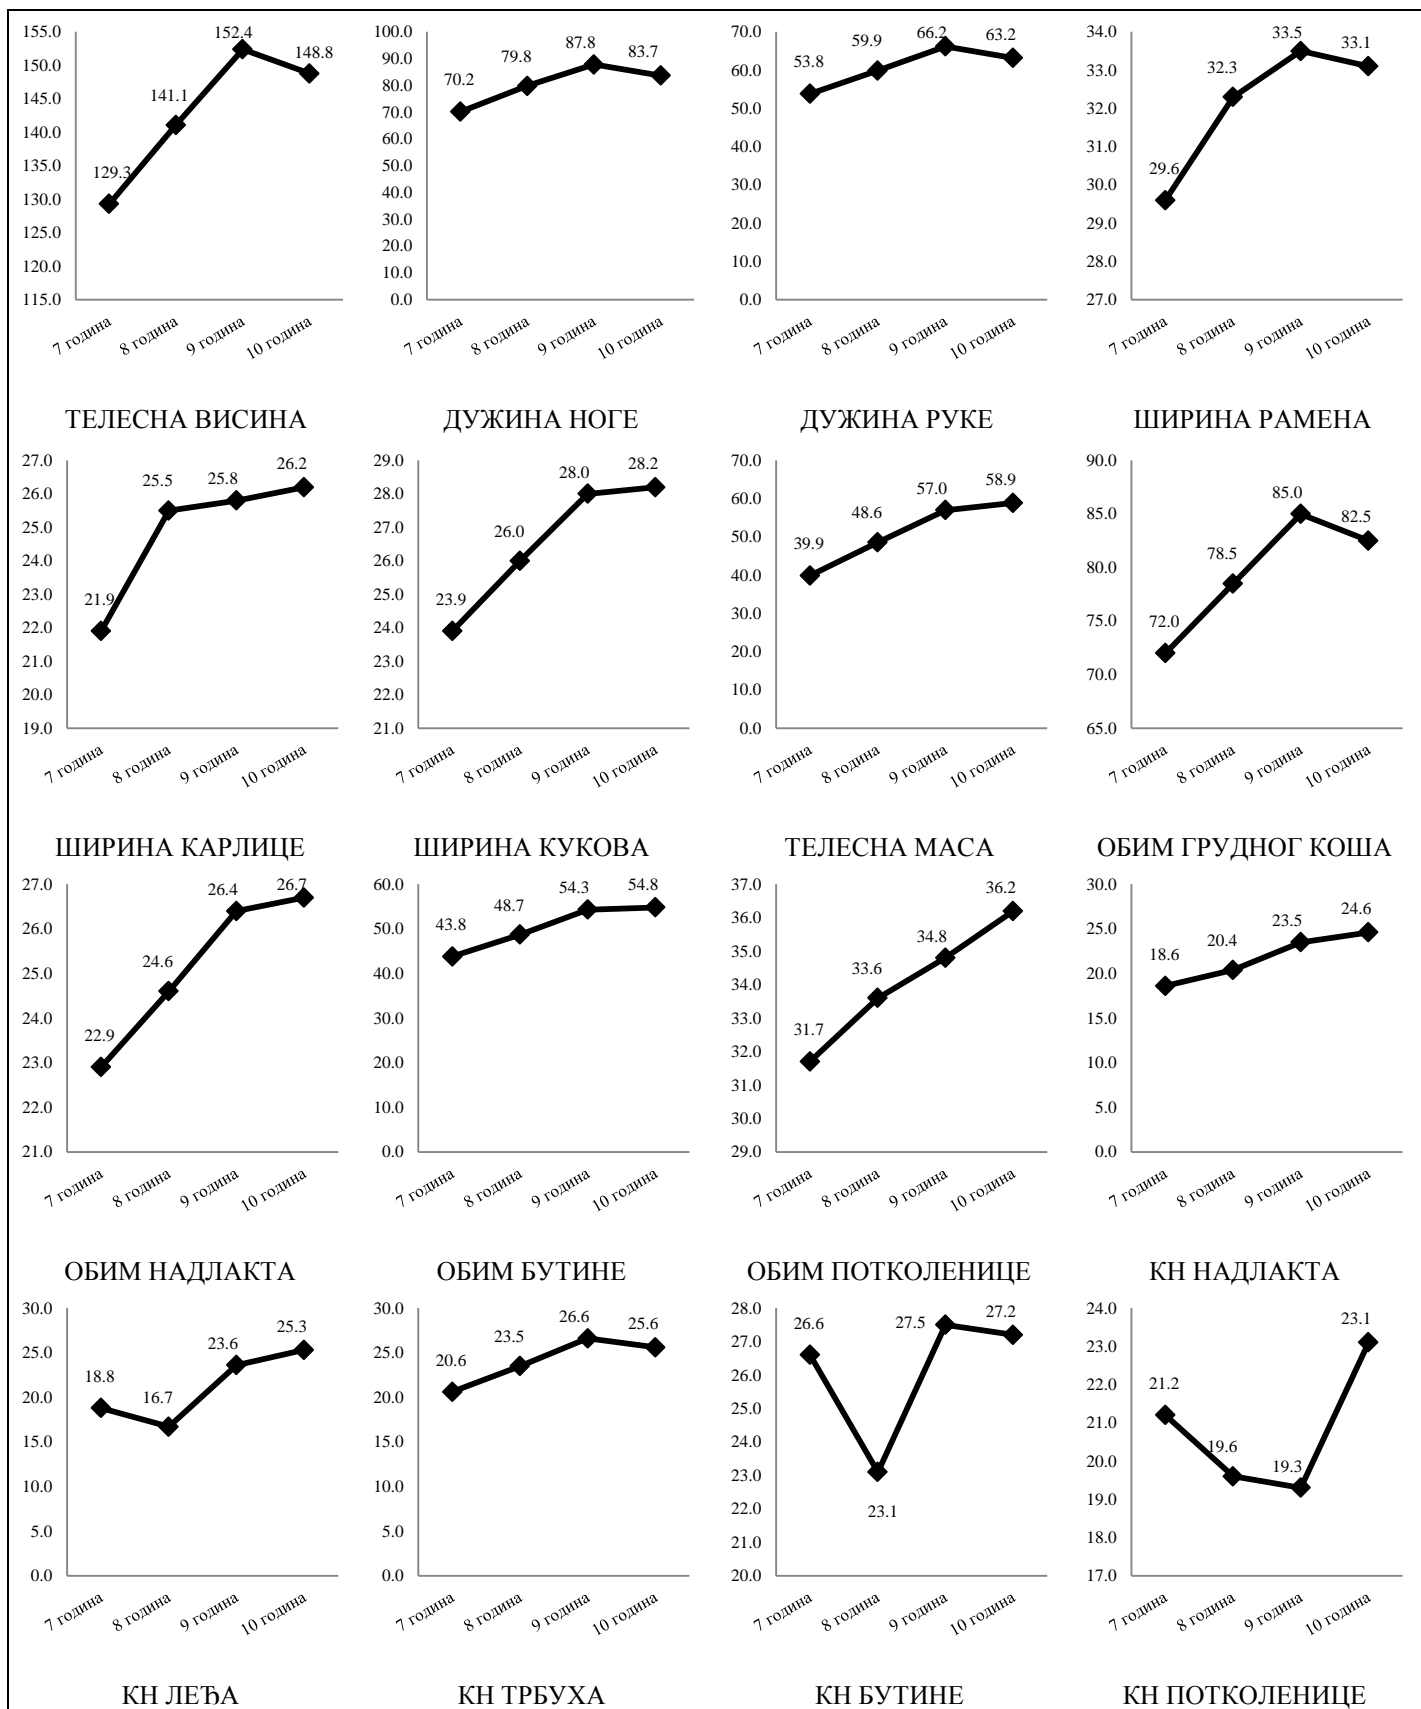 155.0
150.0
145.0
140.0
135.0
130.0
125.0
120.0
115.0
129.3
141.1
152.4
148.8
7 година
8 година
9 година
10 година
ТЕЛЕСНА ВИСИНА
100.0
90.0
80.0
70.0
60.0
50.0
40.0
30.0
20.0
10.0
0.0
70.2
79.8
87.8
83.7
7 година
8 година
9 година
10 година
ДУЖИНА НОГЕ
70.0
60.0
50.0
40.0
30.0
20.0
10.0
0.0
53.8
59.9
66.2
63.2
7 година
8 година
9 година
10 година
ДУЖИНА РУКЕ
34.0
33.0
32.0
31.0
30.0
29.0
28.0
27.0
29.6
32.3
33.5
33.1
7 година
8 година
9 година
10 година
ШИРИНА РАМЕНА
27.0
26.0
25.0
24.0
23.0
22.0
21.0
20.0
19.0
21.9
25.5
25.8
26.2
7 година
8 година
9 година
10 година
ШИРИНА КАРЛИЦЕ
29.0
28.0
27.0
26.0
25.0
24.0
23.0
22.0
21.0
23.9
26.0
28.0
28.2
7 година
8 година
9 година
10 година
ШИРИНА КУКОВА
70.0
60.0
50.0
40.0
30.0
20.0
10.0
0.0
39.9
48.6
57.0
58.9
7 година
8 година
9 година
10 година
ТЕЛЕСНА МАСА
90.0
85.0
80.0
75.0
70.0
65.0
72.0
78.5
85.0
82.5
7 година
8 година
9 година
10 година
ОБИМ ГРУДНОГ КОША
27.0
26.0
25.0
24.0
23.0
22.0
21.0
22.9
24.6
26.4
26.7
7 година
8 година
9 година
10 година
ОБИМ НАДЛАКТА
60.0
50.0
40.0
30.0
20.0
10.0
0.0
43.8
48.7
54.3
54.8
7 година
8 година
9 година
10 година
ОБИМ БУТИНЕ
37.0
36.0
35.0
34.0
33.0
32.0
31.0
30.0
29.0
31.7
33.6
34.8
36.2
7 година
8 година
9 година
10 година
ОБИМ ПОТКОЛЕНИЦЕ
30.0
25.0
20.0
15.0
10.0
5.0
0.0
18.6
20.4
23.5
24.6
7 година
8 година
9 година
10 година
КН НАДЛАКТА
30.0
25.0
20.0
15.0
10.0
5.0
0.0
18.8
16.7
23.6
25.3
7 година
8 година
9 година
10 година
КН ЛЕЂА
30.0
25.0
20.0
15.0
10.0
5.0
0.0
20.6
23.5
26.6
25.6
7 година
8 година
9 година
10 година
КН ТРБУХА
28.0
27.0
26.0
25.0
24.0
23.0
22.0
21.0
20.0
26.6
23.1
27.5
27.2
7 година
8 година
9 година
10 година
КН БУТИНЕ
24.0
23.0
22.0
21.0
20.0
19.0
18.0
17.0
21.2
19.6
19.3
23.1
7 година
8 година
9 година
10 година
КН ПОТКОЛЕНИЦЕ